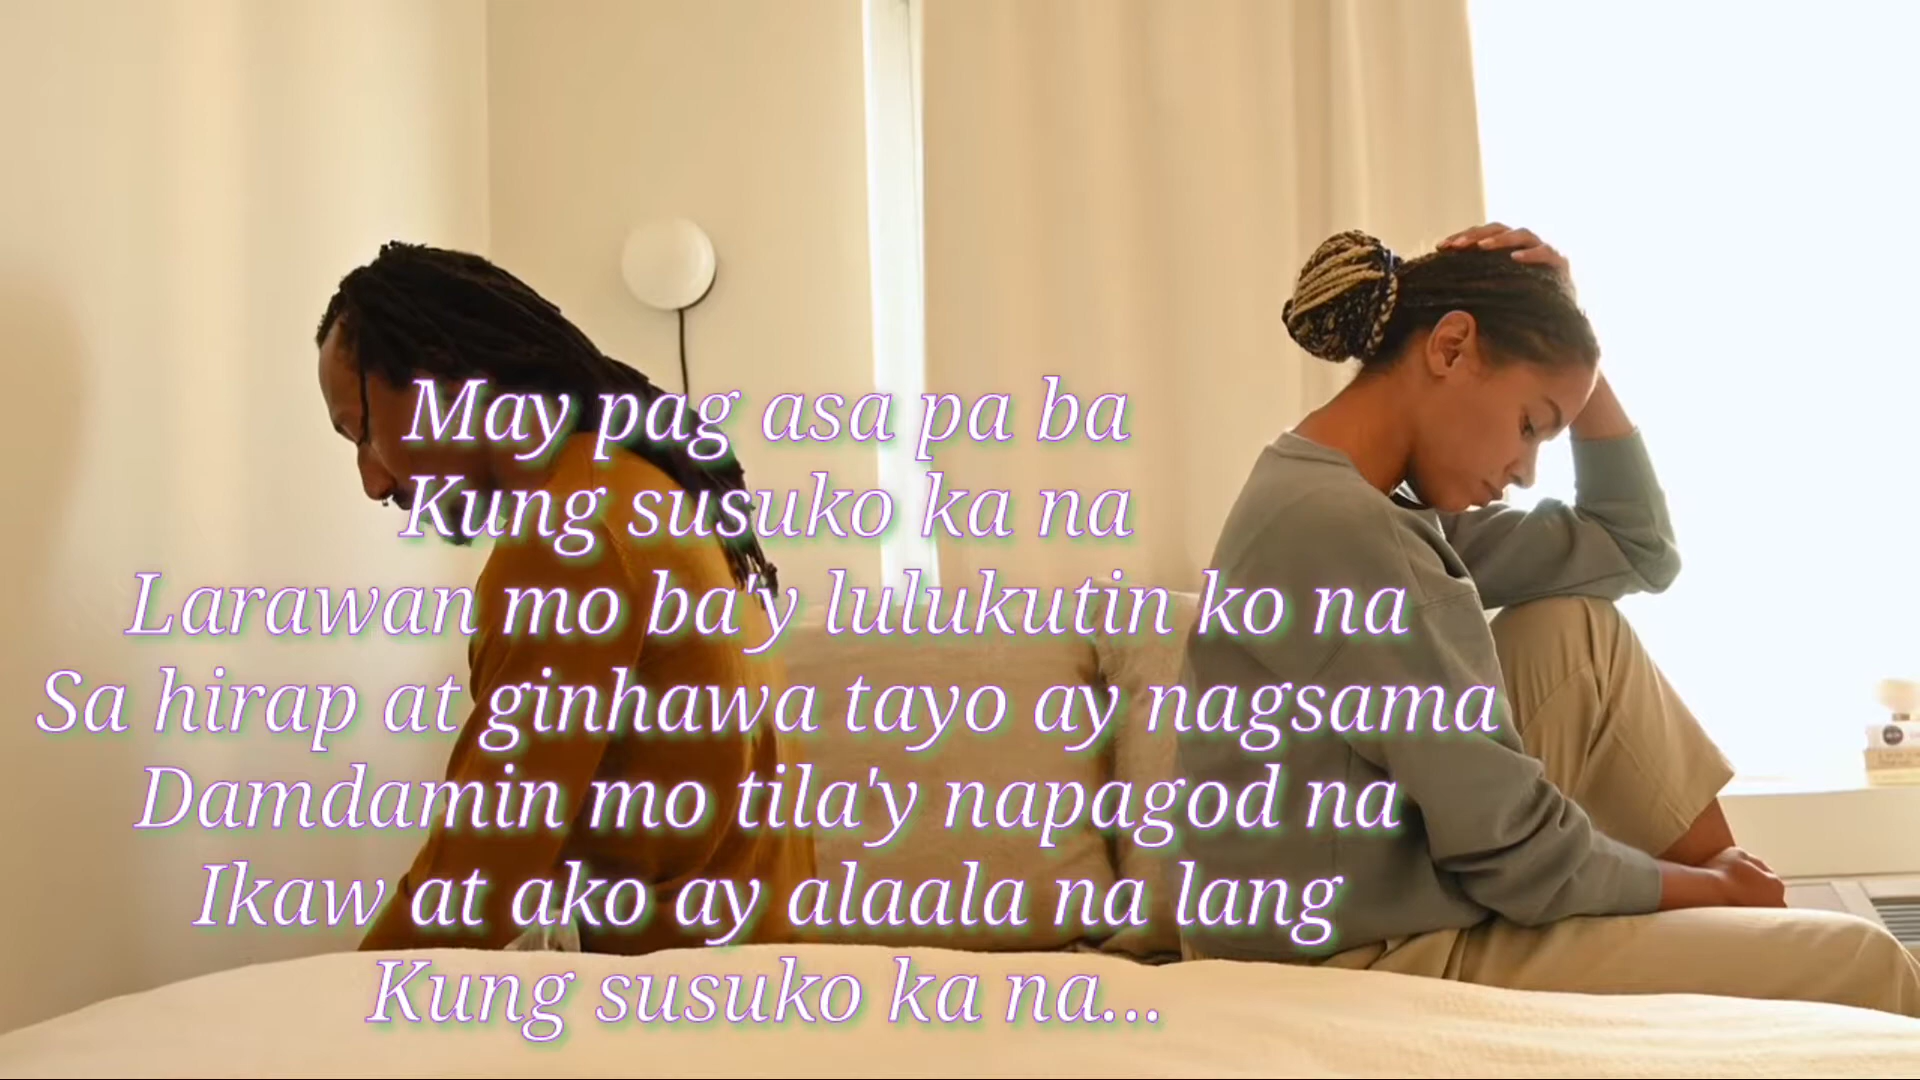 May pag asa pa ba
Kung susuko ka na
Larawan mo ba'y lulukutin ko na
Sa hirap at ginhawa tayo ay nagsama
Damdamin mo tila'y napagod na
Ikaw at ako ay alaala na lang
Kung susuko ka na...